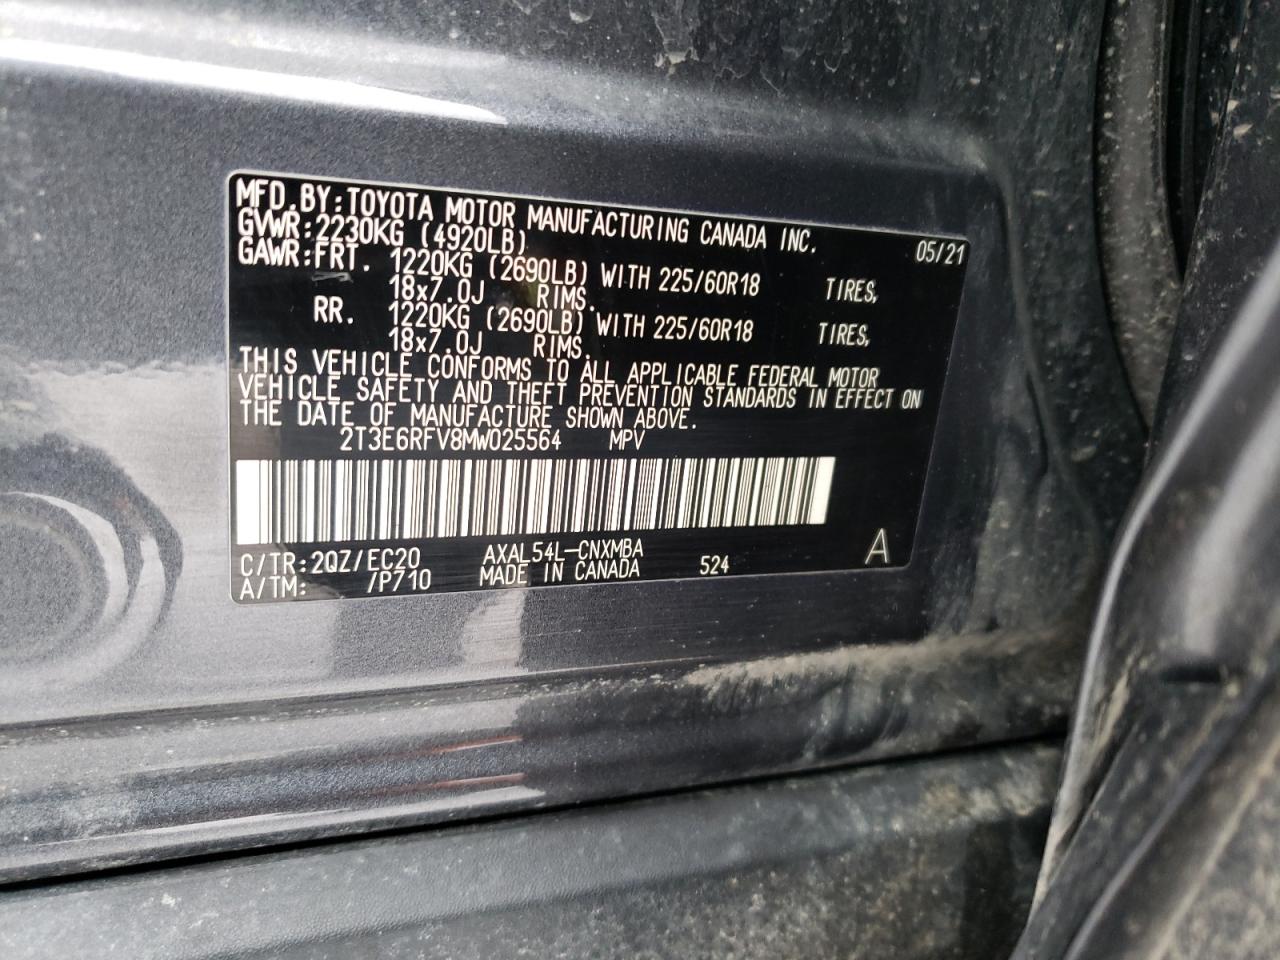 MFD.BY:TOYOTA MOTOR MANUFACTURING CANADA INC. 05/21
GVWR:2230KG (4920LB)
GAWR:FRT. 1220KG (2690LB) WITH 225/60R18 TIRES,
18x7.0J RIMS.
RR. 1220KG (2690LB) WITH 225/60R18 TIRES,
18x7.0J RIMS.
THIS VEHICLE CONFORMS TO ALL APPLICABLE FEDERAL MOTOR
VEHICLE SAFETY AND THEFT PREVENTION STANDARDS IN EFFECT ON
THE DATE OF MANUFACTURE SHOWN ABOVE.
2T3E6RFV8MW025564 MPV
C/TR:2QZ/EC20 AXAL54L-CNXMBA 524 A
A/TM: /P710 MADE IN CANADA